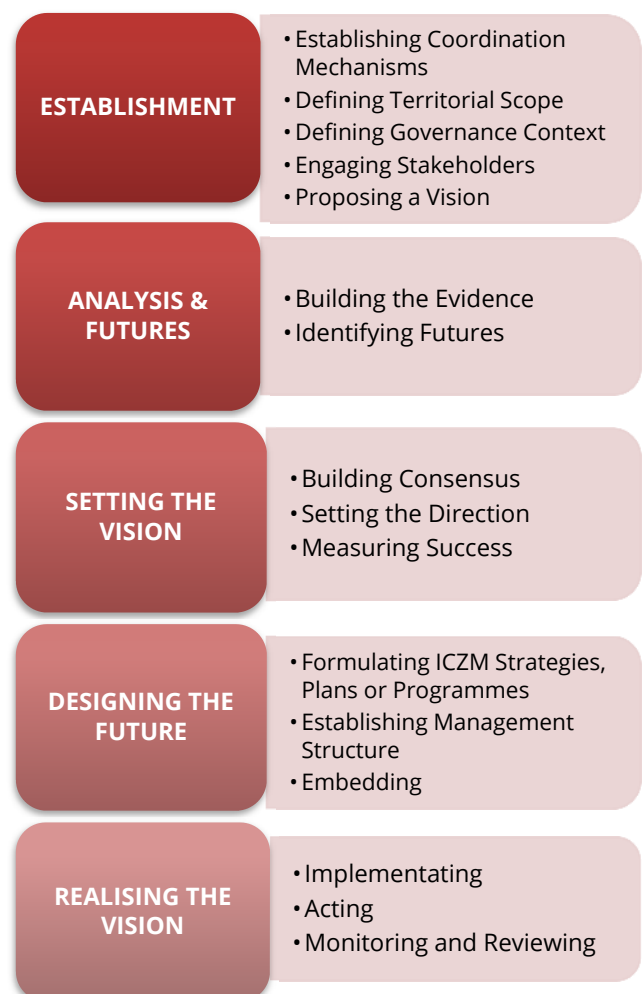 ESTABLISHMENT
• Establishing Coordination
Mechanisms
• Defining Territorial Scope
• Defining Governance Context
• Engaging Stakeholders
• Proposing a Vision
ANALYSIS &
FUTURES
• Building the Evidence
• Identifying Futures
SETTING THE
VISION
• Building Consensus
• Setting the Direction
• Measuring Success
DESIGNING THE
FUTURE
• Formulating ICZM Strategies,
Plans or Programmes
• Establishing Management
Structure
• Embedding
REALISING THE
VISION
• Implementating
• Acting
• Monitoring and Reviewing